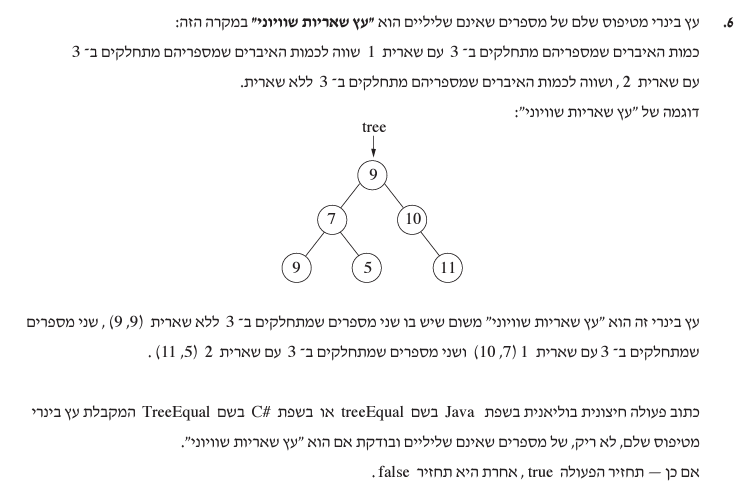 6. עץ בינרי מטיפוס שלם של מספרים שאינם שליליים הוא "עץ שאריות שוויוני" במקרה הזה:
כמות האיברים שמספריהם מתחלקים ב־ 3 עם שארית 1 שווה לכמות האיברים שמספריהם מתחלקים ב־ 3
עם שארית 2 , ושווה לכמות האיברים שמספריהם מתחלקים ב־ 3 ללא שארית.
דוגמה של "עץ שאריות שוויוני":
tree
9
7 10
9 5 11
עץ בינרי זה הוא "עץ שאריות שוויוני" משום שיש בו שני מספרים שמתחלקים ב־ 3 ללא שארית (9, 9) , שני מספרים
שמתחלקים ב־ 3 עם שארית 1 (7, 10) ושני מספרים שמתחלקים ב־ 3 עם שארית 2 (5, 11) .
כתוב פעולה חיצונית בוליאנית בשפת Java בשם treeEqual או בשפת C# בשם TreeEqual המקבלת עץ בינרי
מטיפוס שלם, לא ריק, של מספרים שאינם שליליים ובודקת אם הוא "עץ שאריות שוויוני".
אם כן — תחזיר הפעולה true , אחרת היא תחזיר false .